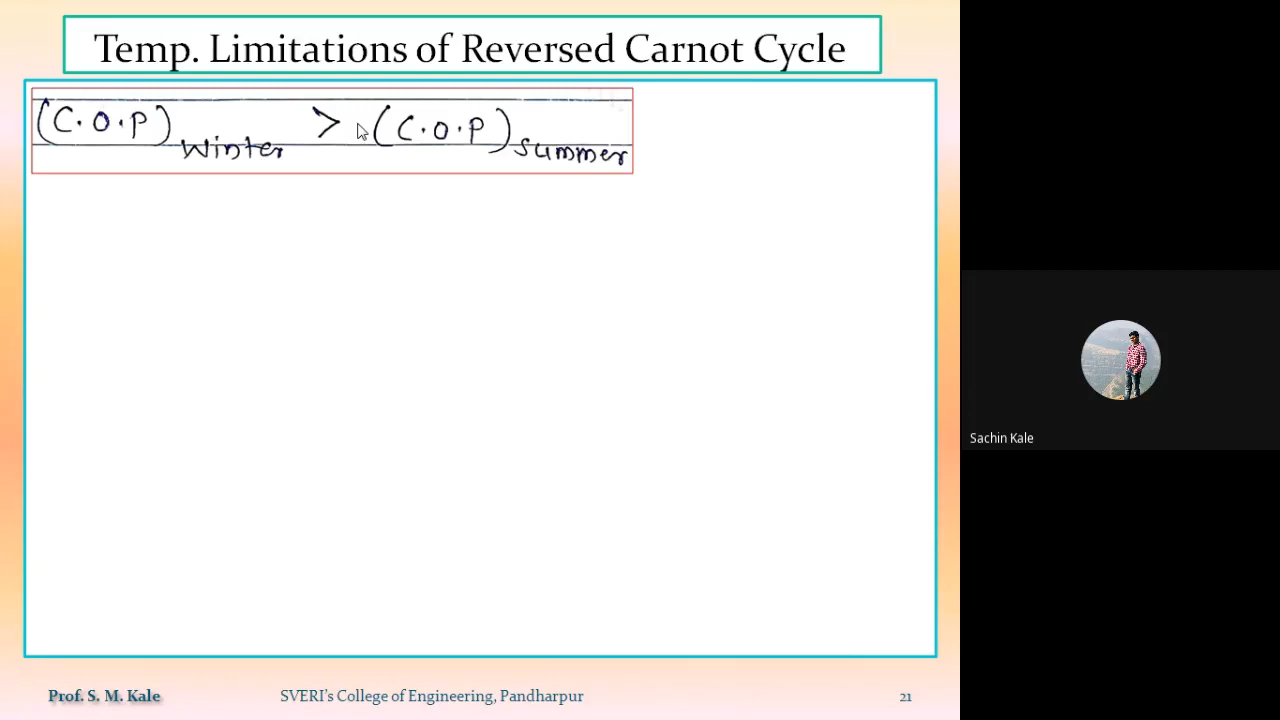 Temp. Limitations of Reversed Carnot Cycle
(C.O.P)Winter > (C.O.P)Summer
Sachin Kale
Prof. S. M. Kale SVERI's College of Engineering, Pandharpur 21